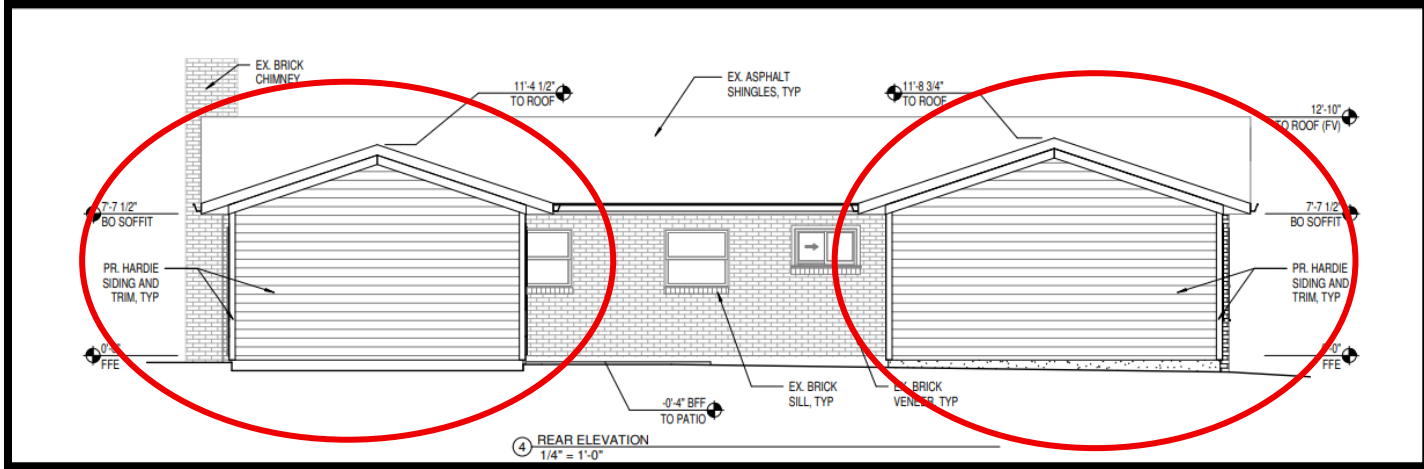 EX. BRICK
CHIMNEY
11'-4 1/2"
TO ROOF
EX. ASPHALT
SHINGLES, TYP
11'-8 3/4"
TO ROOF
12'-10"
TO ROOF (FV)
7'-7 1/2"
BO SOFFIT
7'-7 1/2"
BO SOFFIT
PR. HARDIE
SIDING AND
TRIM, TYP
PR. HARDIE
SIDING AND
TRIM, TYP
FFE
FFE
EX. BRICK
SILL, TYP
EX. BRICK
VENEER, TYP
-0'-4" BFF
TO PATIO
4
REAR ELEVATION
1/4" = 1'-0"